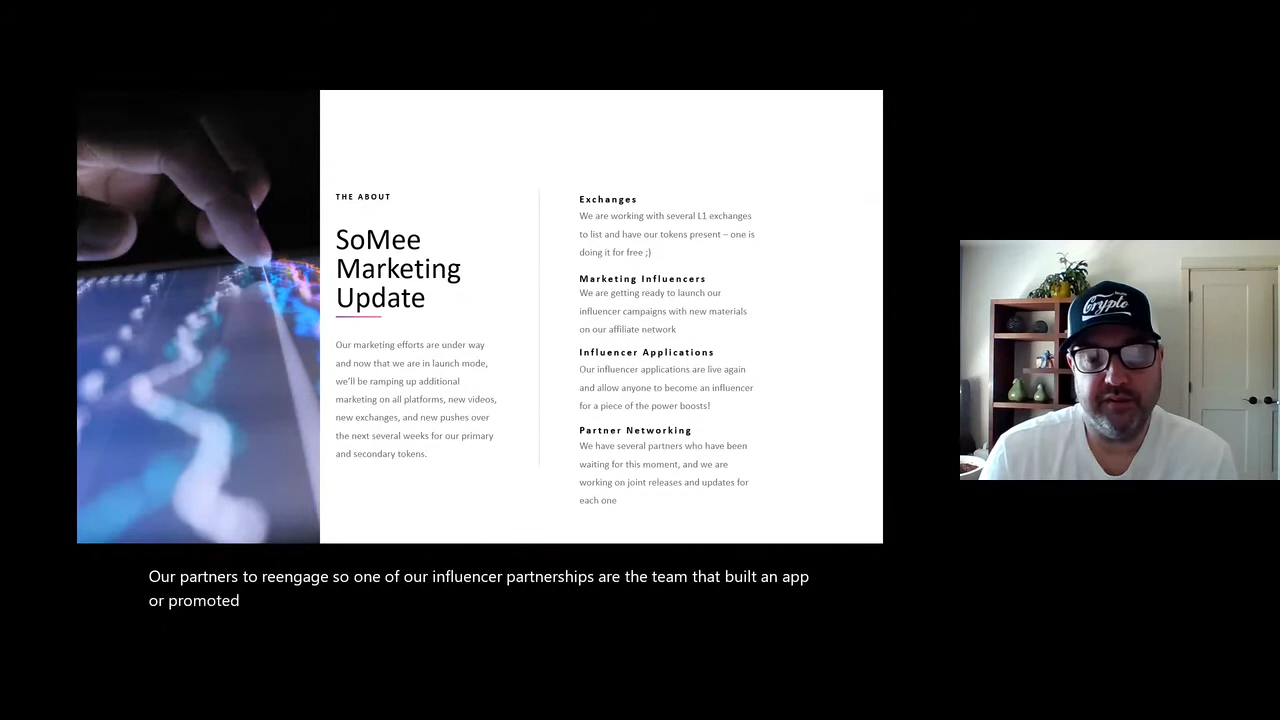 THE ABOUT
SoMee
Marketing
Update
Our marketing efforts are under way
and now that we are in launch mode,
we'll be ramping up additional
marketing on all platforms, new videos,
new exchanges, and new pushes over
the next several weeks for our primary
and secondary tokens.
Exchanges
We are working with several L1 exchanges
to list and have our tokens present – one is
doing it for free ;)
Marketing Influencers
We are getting ready to launch our
influencer campaigns with new materials
on our affiliate network
Influencer Applications
Our influencer applications are live again
and allow anyone to become an influencer
for a piece of the power boosts!
Partner Networking
We have several partners who have been
waiting for this moment, and we are
working on joint releases and updates for
each one
Crypto
Our partners to reengage so one of our influencer partnerships are the team that built an app
or promoted